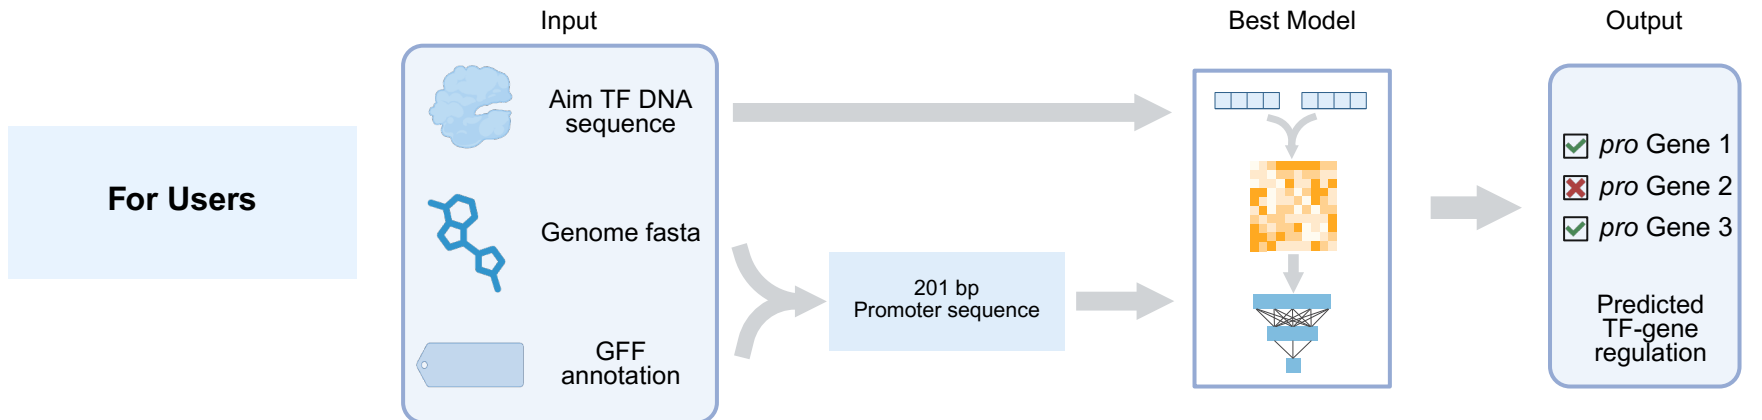 For Users
Input
Aim TF DNA
sequence
Genome fasta
GFF
annotation
201 bp
Promoter sequence
Best Model
Output
pro Gene 1
pro Gene 2
pro Gene 3
Predicted
TF-gene
regulation